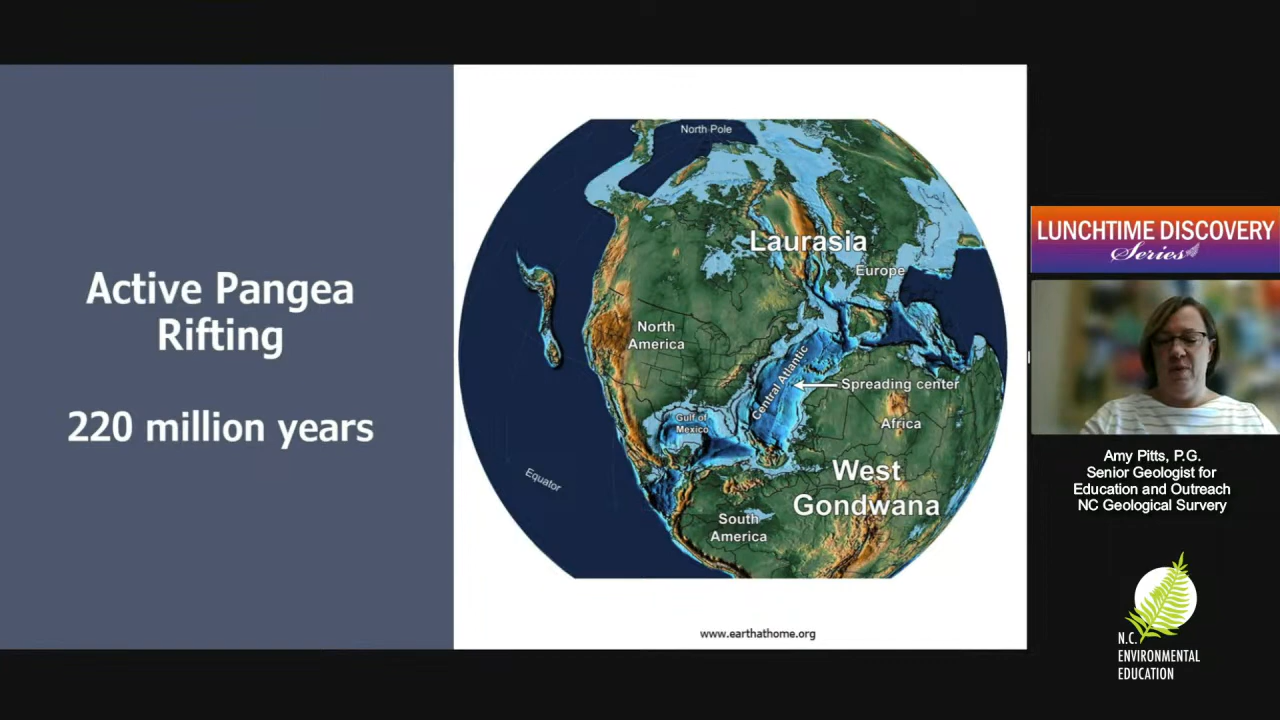 Active Pangea
Rifting
220 million years
North Pole
Laurasia
Europe
North
America
Central Atlantic
Spreading center
Gulf of
Mexico
Africa
Equator
West
Gondwana
South
America
www.earthathome.org
LUNCHTIME DISCOVERY
Series
Amy Pitts, P.G.
Senior Geologist for
Education and Outreach
NC Geological Survery
N.C.
ENVIRONMENTAL
EDUCATION